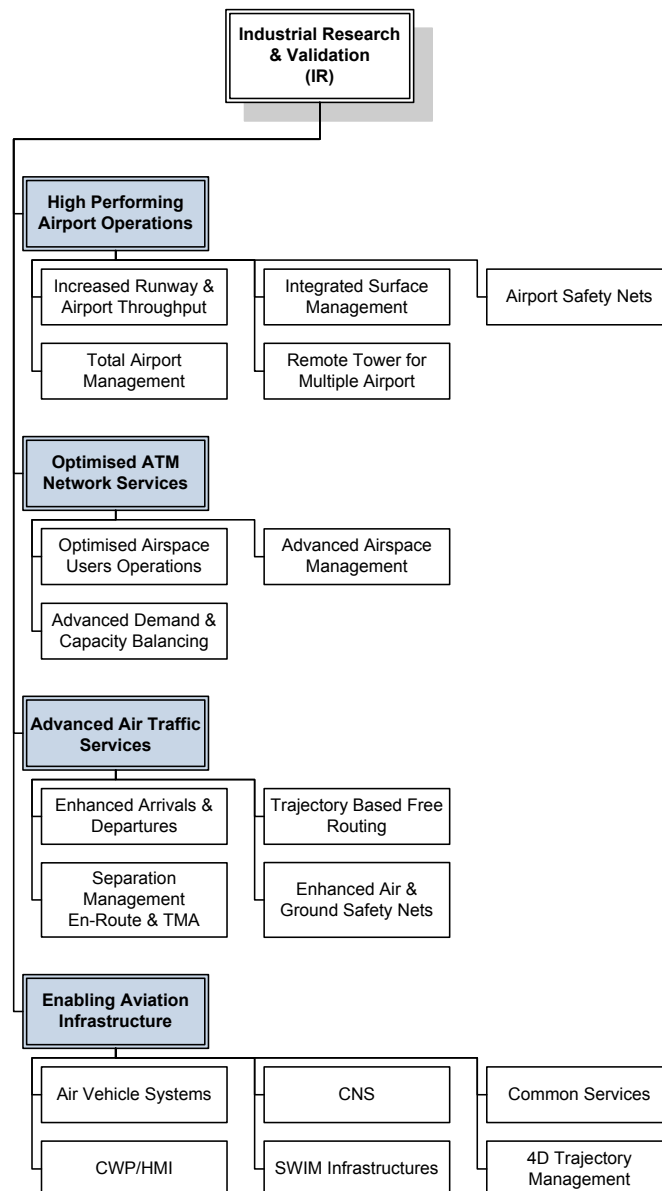 Industrial Research
& Validation
(IR)
High Performing
Airport Operations
Increased Runway &
Airport Throughput
Integrated Surface
Management
Airport Safety Nets
Total Airport
Management
Remote Tower for
Multiple Airport
Optimised ATM
Network Services
Optimised Airspace
Users Operations
Advanced Airspace
Management
Advanced Demand &
Capacity Balancing
Advanced Air Traffic
Services
Enhanced Arrivals &
Departures
Trajectory Based Free
Routing
Separation
Management
En-Route & TMA
Enhanced Air &
Ground Safety Nets
Enabling Aviation
Infrastructure
Air Vehicle Systems
CNS
Common Services
CWP/HMI
SWIM Infrastructures
4D Trajectory
Management